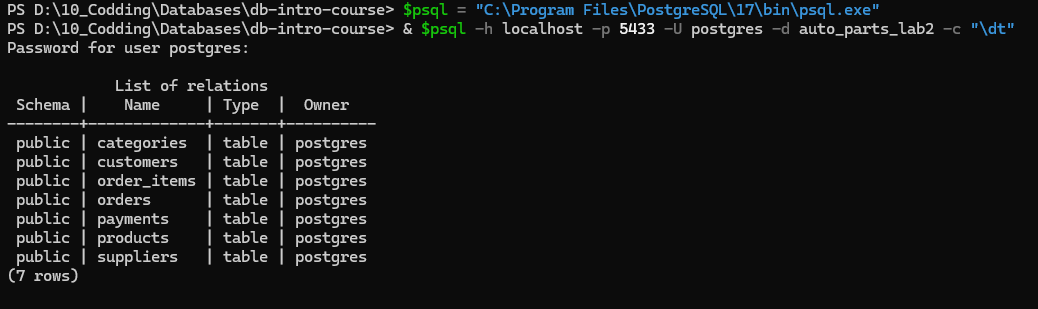 PS D:\10_Codding\Databases\db-intro-course> $psql = "C:\Program Files\PostgreSQL\17\bin\psql.exe"
PS D:\10_Codding\Databases\db-intro-course> & $psql -h localhost -p 5433 -U postgres -d auto_parts_lab2 -c "\dt"
Password for user postgres:

            List of relations
 Schema |    Name     | Type  |  Owner
--------+-------------+-------+----------
 public | categories  | table | postgres
 public | customers   | table | postgres
 public | order_items | table | postgres
 public | orders      | table | postgres
 public | payments    | table | postgres
 public | products    | table | postgres
 public | suppliers   | table | postgres
(7 rows)